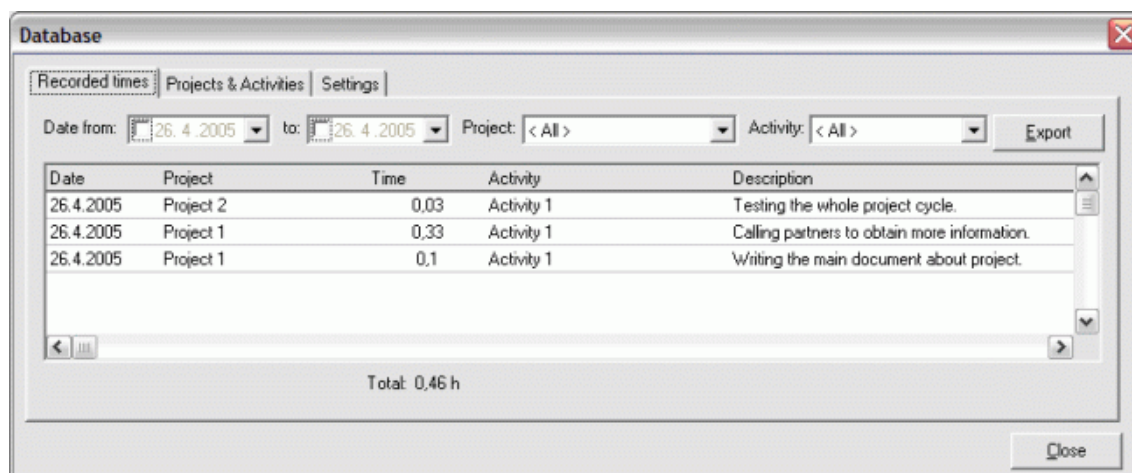 Database
Recorded times Projects & Activities Settings
Date from: 26. 4 .2005 to: 26. 4 .2005 Project: < All > Activity: < All > Export
Date Project Time Activity Description
26.4.2005 Project 2 0,03 Activity 1 Testing the whole project cycle.
26.4.2005 Project 1 0,33 Activity 1 Calling partners to obtain more information.
26.4.2005 Project 1 0,1 Activity 1 Writing the main document about project.
Total: 0,46 h
Close